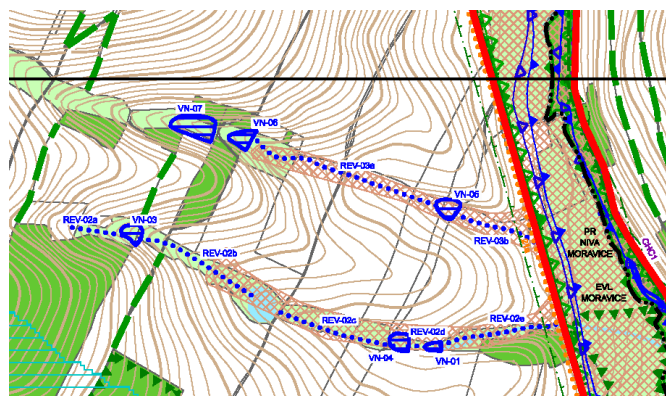 VN-07
VN-06
REV-03a
VN-05
REV-02a
VN-03
REV-03b
PR
NIVA
MORAVICE
CHC1
REV-02b
EVL
MORAVICE
REV-02c
REV-02d
REV-02e
VN-04
VN-01